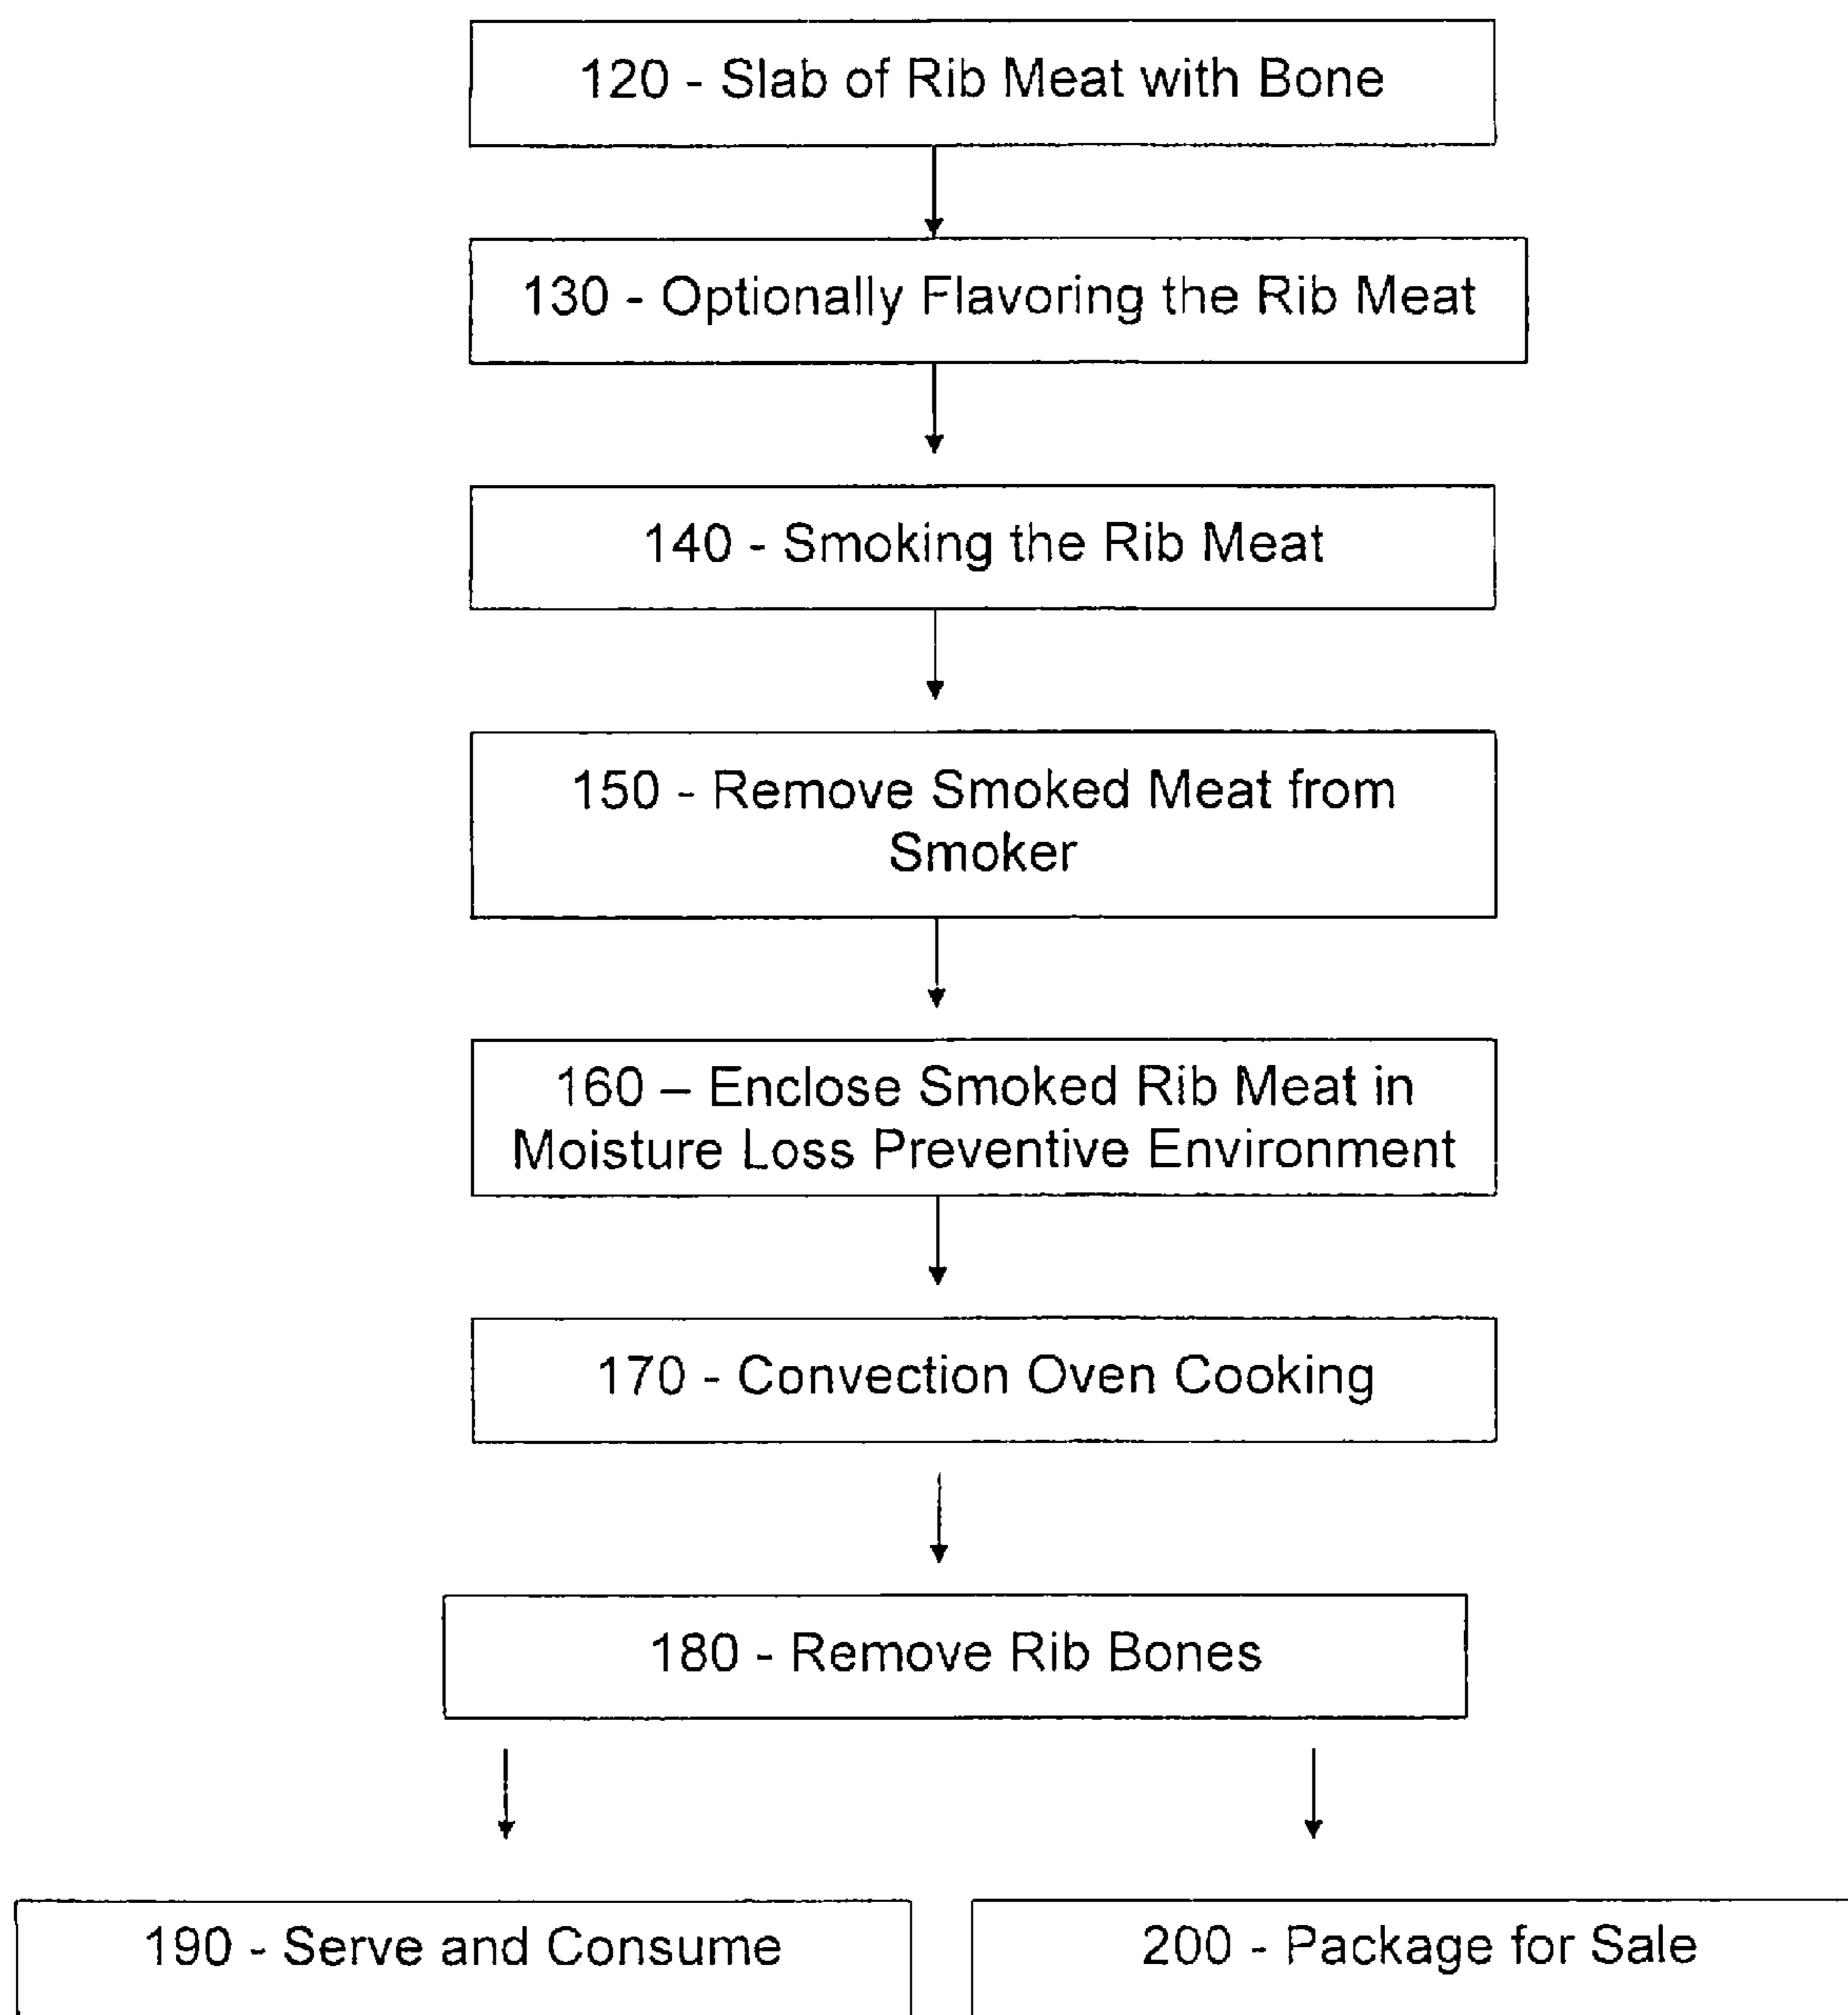 120 - Slab of Rib Meat with Bone
130 - Optionally Flavoring the Rib Meat
140 - Smoking the Rib Meat
150 - Remove Smoked Meat from
Smoker
160 – Enclose Smoked Rib Meat in
Moisture Loss Preventive Environment
170 - Convection Oven Cooking
180 - Remove Rib Bones
190 - Serve and Consume
200 - Package for Sale